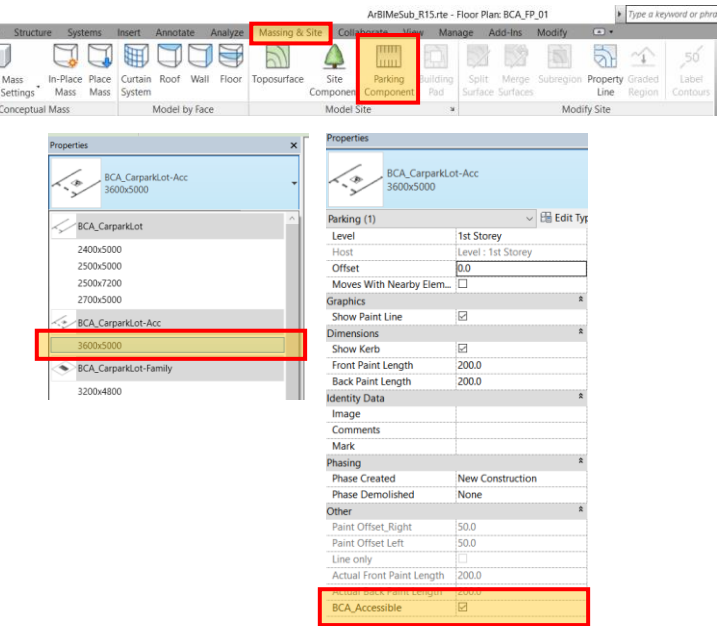 ArBIMeSub_R15.rte - Floor Plan: BCA_FP_01
Type a keyword or phra
Structure Systems Insert Annotate Analyze Massing & Site Collaborate View Manage Add-Ins Modify
Mass Settings
In-Place Mass
Place Mass
Curtain System
Roof
Wall
Floor
Toposurface
Site Component
Parking Component
Building Pad
Split Surface
Merge Surfaces
Subregion
Property Line
Graded Region
50
Label Contours
Conceptual Mass
Model by Face
Model Site
Modify Site
Properties
BCA_CarparkLot-Acc
3600x5000
BCA_CarparkLot
2400x5000
2500x5000
2500x7200
2700x5000
BCA_CarparkLot-Acc
3600x5000
BCA_CarparkLot-Family
3200x4800
Properties
BCA_CarparkLot-Acc
3600x5000
Parking (1)
Edit Typ
Level 1st Storey
Host Level : 1st Storey
Offset 0.0
Moves With Nearby Elem...
Graphics
Show Paint Line
Dimensions
Show Kerb
Front Paint Length 200.0
Back Paint Length 200.0
Identity Data
Image
Comments
Mark
Phasing
Phase Created New Construction
Phase Demolished None
Other
Paint Offset_Right 50.0
Paint Offset Left 50.0
Line only
Actual Front Paint Length 200.0
Actual Back Paint Length 200.0
BCA_Accessible